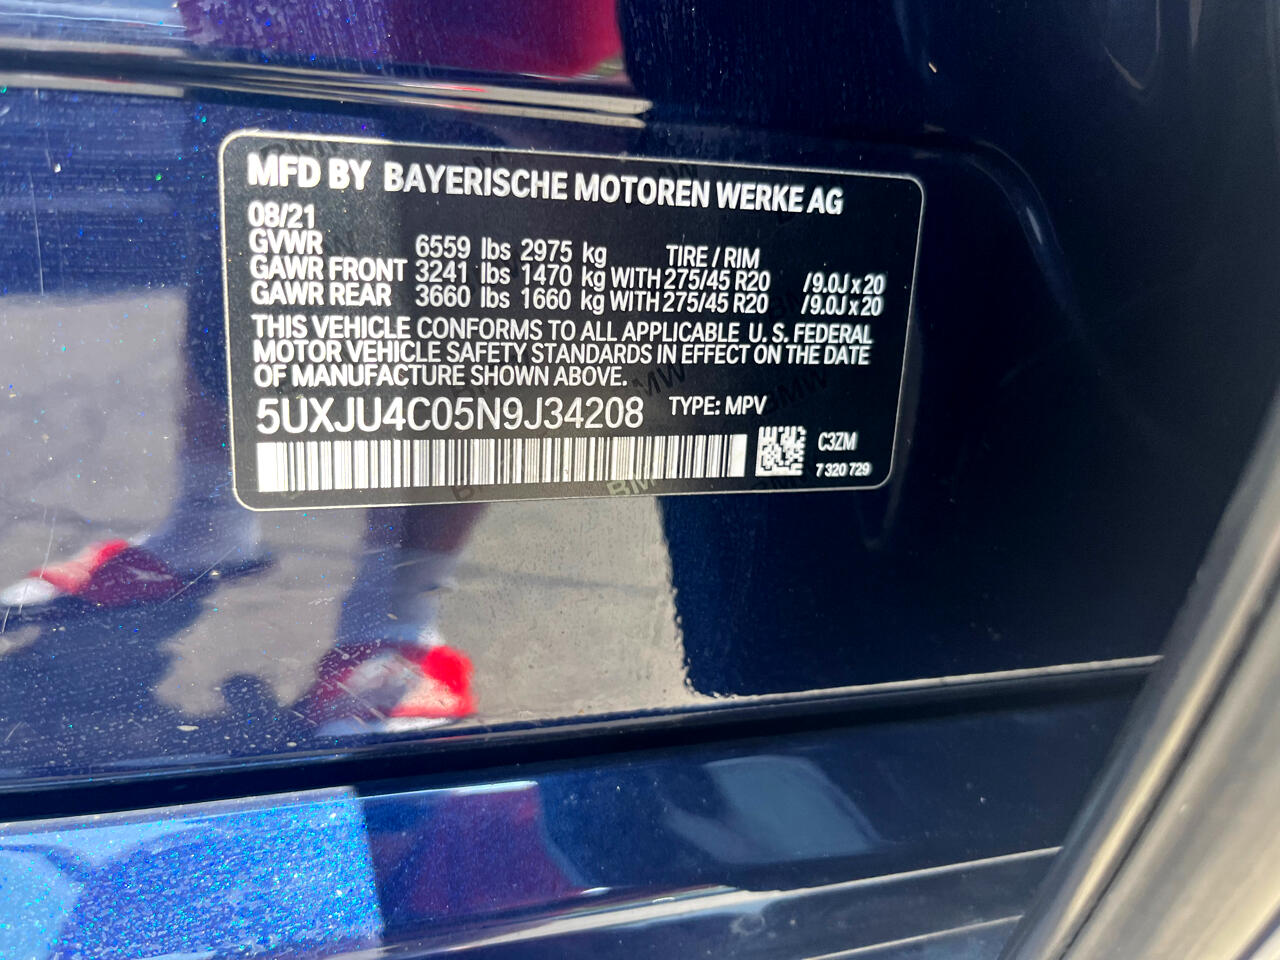 MFD BY BAYERISCHE MOTOREN WERKE AG
08/21
GVWR 6559 lbs 2975 kg TIRE / RIM
GAWR FRONT 3241 lbs 1470 kg WITH 275/45 R20 /9.0J x 20
GAWR REAR 3660 lbs 1660 kg WITH 275/45 R20 /9.0J x 20
THIS VEHICLE CONFORMS TO ALL APPLICABLE U. S. FEDERAL
MOTOR VEHICLE SAFETY STANDARDS IN EFFECT ON THE DATE
OF MANUFACTURE SHOWN ABOVE.
5UXJU4C05N9J34208 TYPE: MPV
C3ZM
7 320 729